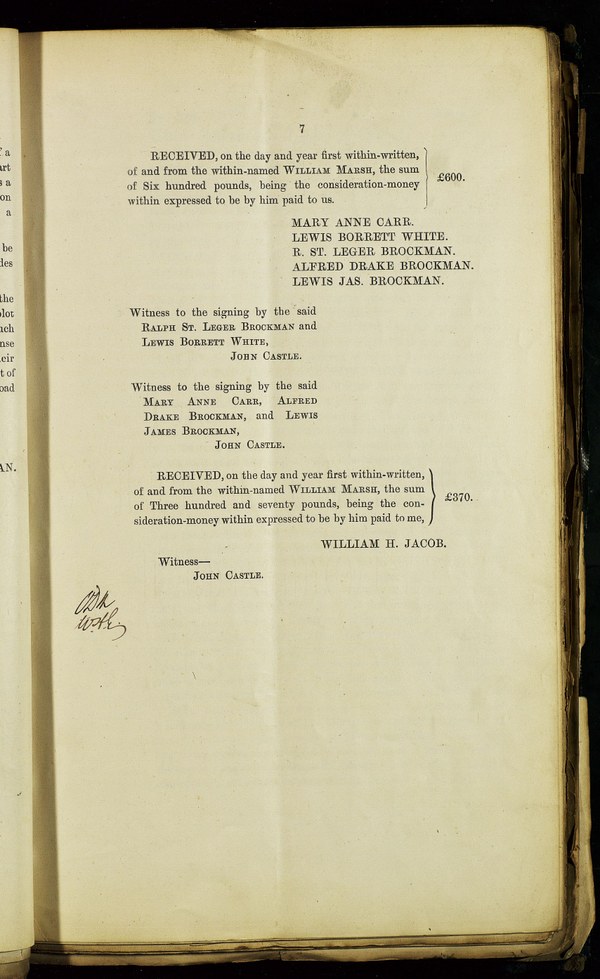 7
RECEIVED, on the day and year first within-written,
of and from the within-named WILLIAM MARSH, the sum
of Six hundred pounds, being the consideration-money
within expressed to be by him paid to us.
£600.
MARY ANNE CARR.
LEWIS BORRETT WHITE.
R. ST. LEGER BROCKMAN.
ALFRED DRAKE BROCKMAN.
LEWIS JAS. BROCKMAN.
Witness to the signing by the said
RALPH ST. LEGER BROCKMAN and
LEWIS BORRETT WHITE,
JOHN CASTLE.
Witness to the signing by the said
MARY ANNE CARR, ALFRED
DRAKE BROCKMAN, and LEWIS
JAMES BROCKMAN,
JOHN CASTLE.
RECEIVED, on the day and year first within-written,
of and from the within-named WILLIAM MARSH, the sum
of Three hundred and seventy pounds, being the con-
sideration-money within expressed to be by him paid to me,
£370.
WILLIAM H. JACOB.
Witness—
JOHN CASTLE.